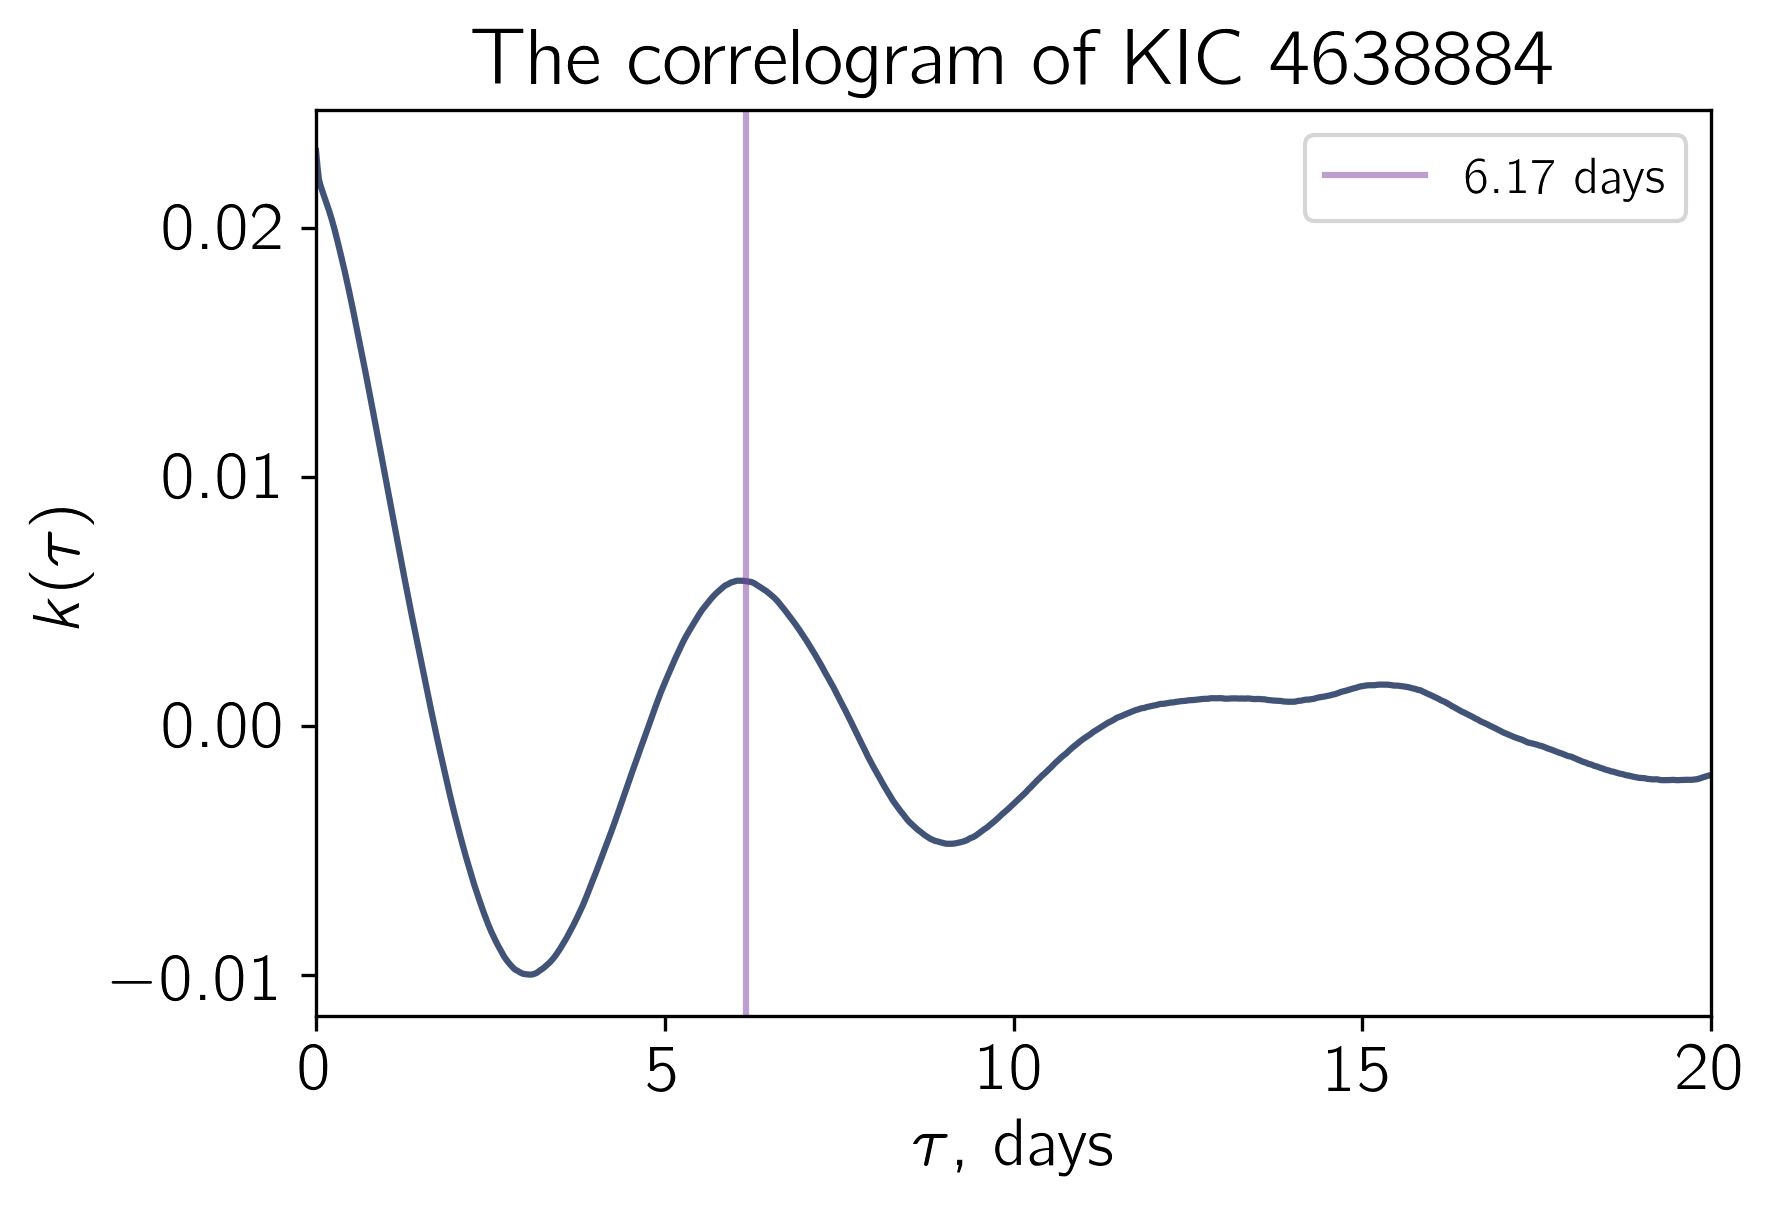 The correlogram of KIC 4638884
6.17 days
0.02
0.01
0.00
−0.01
k(τ)
0 5 10 15 20
τ, days